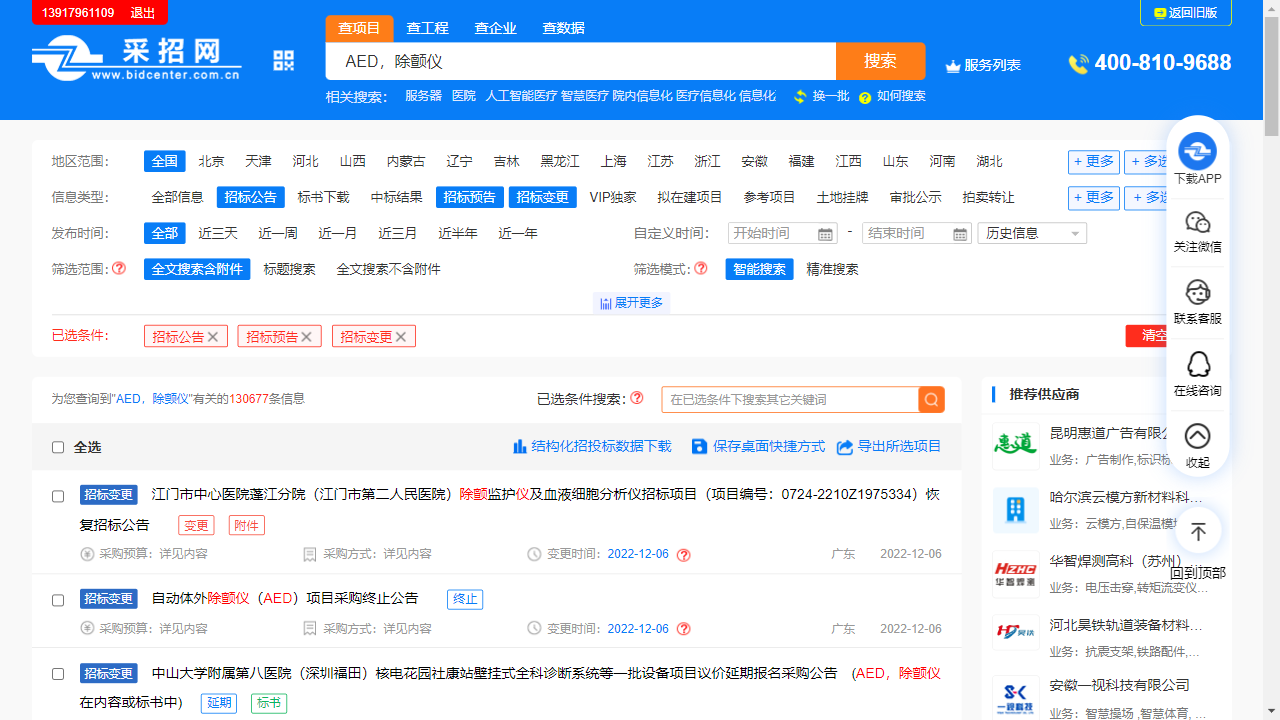 13917961109 退出
返回旧版
采招网
www.bidcenter.com.cn
查项目 查工程 查企业 查数据
AED，除颤仪 搜索
服务列表
400-810-9688
相关搜索： 服务器 医院 人工智能医疗 智慧医疗 院内信息化 医疗信息化 信息化 换一批 如何搜索
地区范围： 全国 北京 天津 河北 山西 内蒙古 辽宁 吉林 黑龙江 上海 江苏 浙江 安徽 福建 江西 山东 河南 湖北 + 更多 + 多选
信息类型： 全部信息 招标公告 标书下载 中标结果 招标预告 招标变更 VIP独家 拟在建项目 参考项目 土地挂牌 审批公示 拍卖转让 + 更多 + 多选
发布时间： 全部 近三天 近一周 近一月 近三月 近半年 近一年 自定义时间： 开始时间 - 结束时间 历史信息
筛选范围： 全文搜索含附件 标题搜索 全文搜索不含附件 筛选模式： 智能搜索 精准搜索
展开更多
已选条件： 招标公告 招标预告 招标变更 清空
为您查询到"AED，除颤仪"有关的130677条信息 已选条件搜索： 在已选条件下搜索其它关键词
全选 结构化招投标数据下载 保存桌面快捷方式 导出所选项目
招标变更 江门市中心医院蓬江分院（江门市第二人民医院）除颤监护仪及血液细胞分析仪招标项目（项目编号：0724-2210Z1975334）恢
复招标公告 变更 附件
采购预算：详见内容 采购方式：详见内容 变更时间：2022-12-06 广东 2022-12-06
招标变更 自动体外除颤仪（AED）项目采购终止公告 终止
采购预算：详见内容 采购方式：详见内容 变更时间：2022-12-06 广东 2022-12-06
招标变更 中山大学附属第八医院（深圳福田）核电花园社康站壁挂式全科诊断系统等一批设备项目议价延期报名采购公告 (AED，除颤仪
在内容或标书中) 延期 标书
推荐供应商
惠道
昆明惠道广告有限公
业务：广告制作,标识标
哈尔滨云模方新材料科...
业务：云模方,自保温模块
HZHC
华智焊测
华智焊测高科（苏州）
业务：电压击穿,转矩流变仪...
昊铁
河北昊铁轨道装备材料...
业务：抗震支架,铁路配件,...
一视科技
安徽一视科技有限公司
业务：智慧操场 ,智慧体育, ...
下载APP
关注微信
联系客服
在线咨询
收起
回到顶部